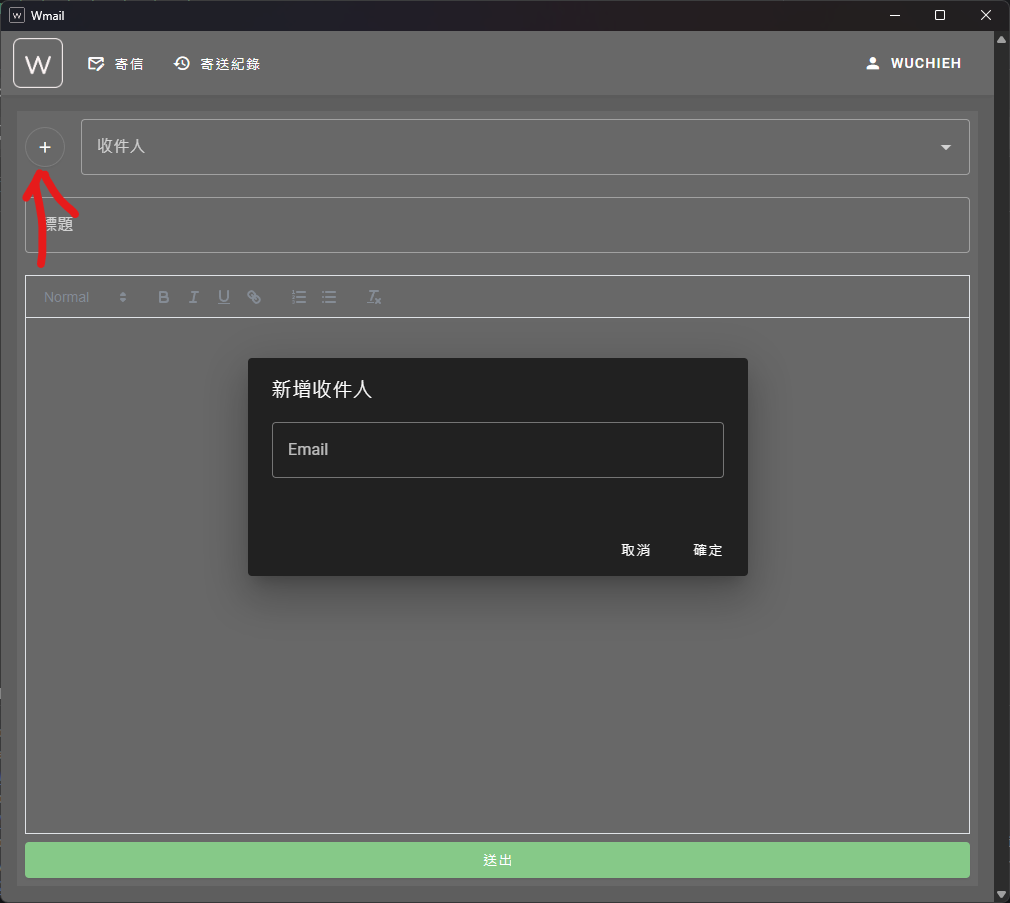 Wmail
W 寄信 寄送紀錄 WUCHIEH
收件人
標題
Normal B I U
新增收件人
Email
取消 確定
送出